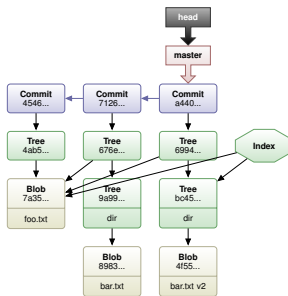 head
master
Commit
4546...
Commit
7126...
Commit
a440...
Tree
4ab5...
Tree
676e...
Tree
6994...
Index
Blob
7a35...
foo.txt
Tree
9a99...
dir
Tree
bc45...
dir
Blob
8983...
bar.txt
Blob
4f55...
bar.txt v2